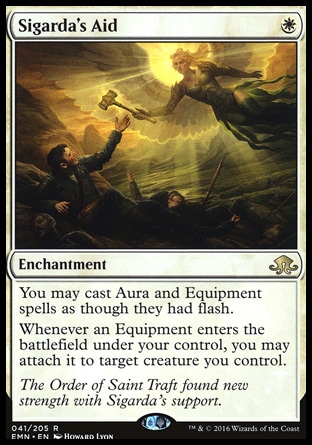 Sigarda's Aid
Enchantment
You may cast Aura and Equipment
spells as though they had flash.
Whenever an Equipment enters the
battlefield under your control, you may
attach it to target creature you control.
The Order of Saint Traft found new
strength with Sigarda's support.
041/205 R
EMN • EN Howard Lyon
™ & © 2016 Wizards of the Coast